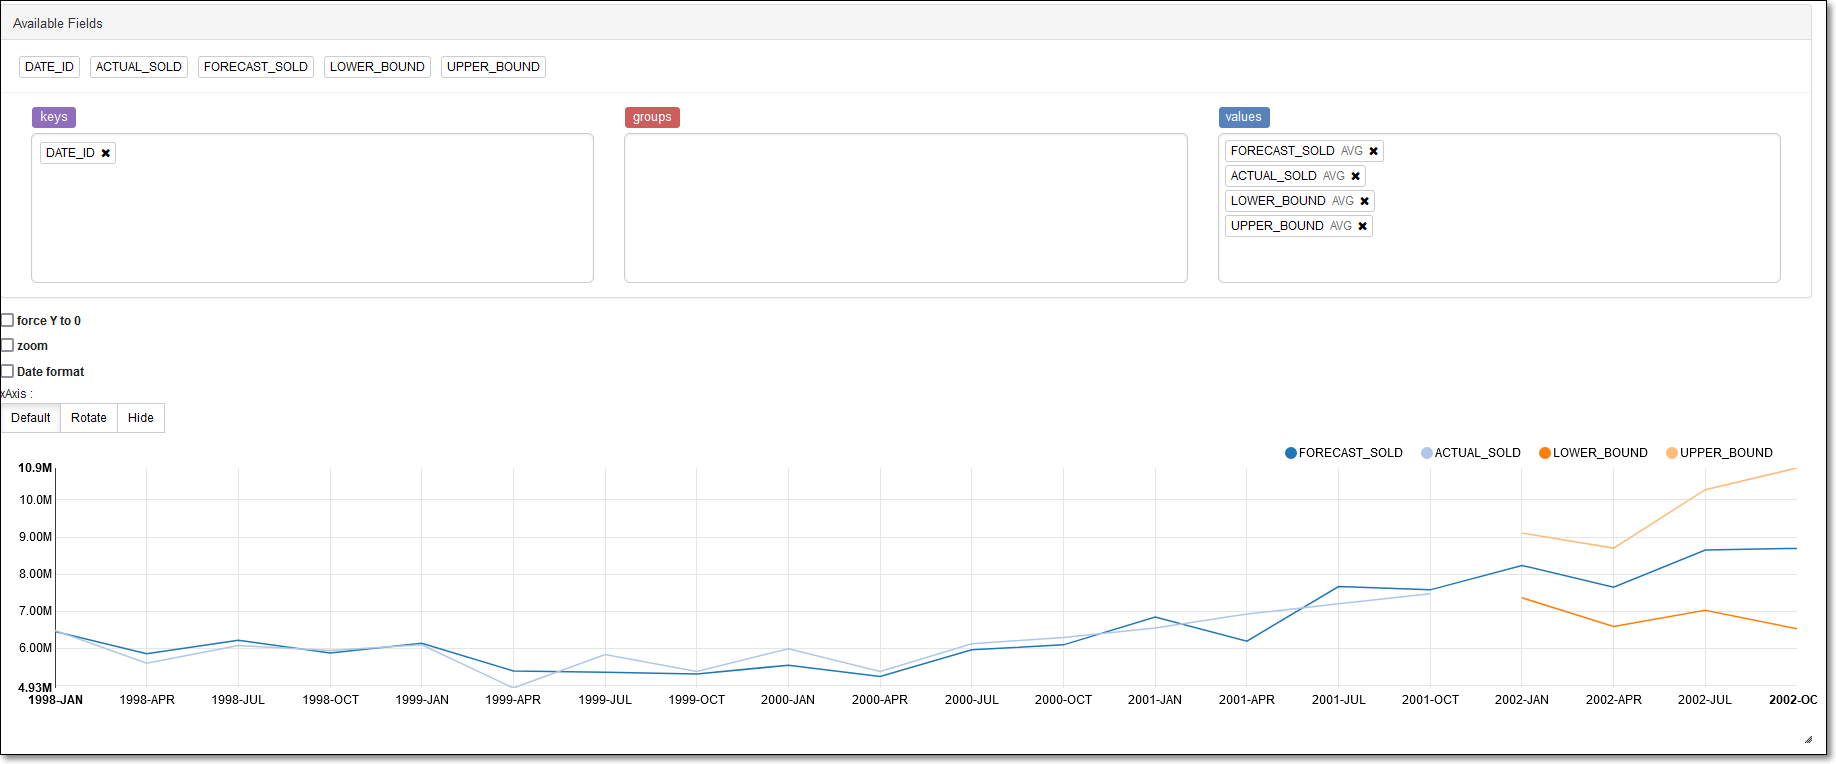 Available Fields
DATE_ID ACTUAL_SOLD FORECAST_SOLD LOWER_BOUND UPPER_BOUND
keys groups values
DATE_ID ✖
FORECAST_SOLD AVG ✖
ACTUAL_SOLD AVG ✖
LOWER_BOUND AVG ✖
UPPER_BOUND AVG ✖
force Y to 0
zoom
Date format
xAxis :
Default Rotate Hide
FORECAST_SOLD ACTUAL_SOLD LOWER_BOUND UPPER_BOUND
10.9M
10.0M
9.00M
8.00M
7.00M
6.00M
4.93M
1998-JAN 1998-APR 1998-JUL 1998-OCT 1999-JAN 1999-APR 1999-JUL 1999-OCT 2000-JAN 2000-APR 2000-JUL 2000-OCT 2001-JAN 2001-APR 2001-JUL 2001-OCT 2002-JAN 2002-APR 2002-JUL 2002-OC